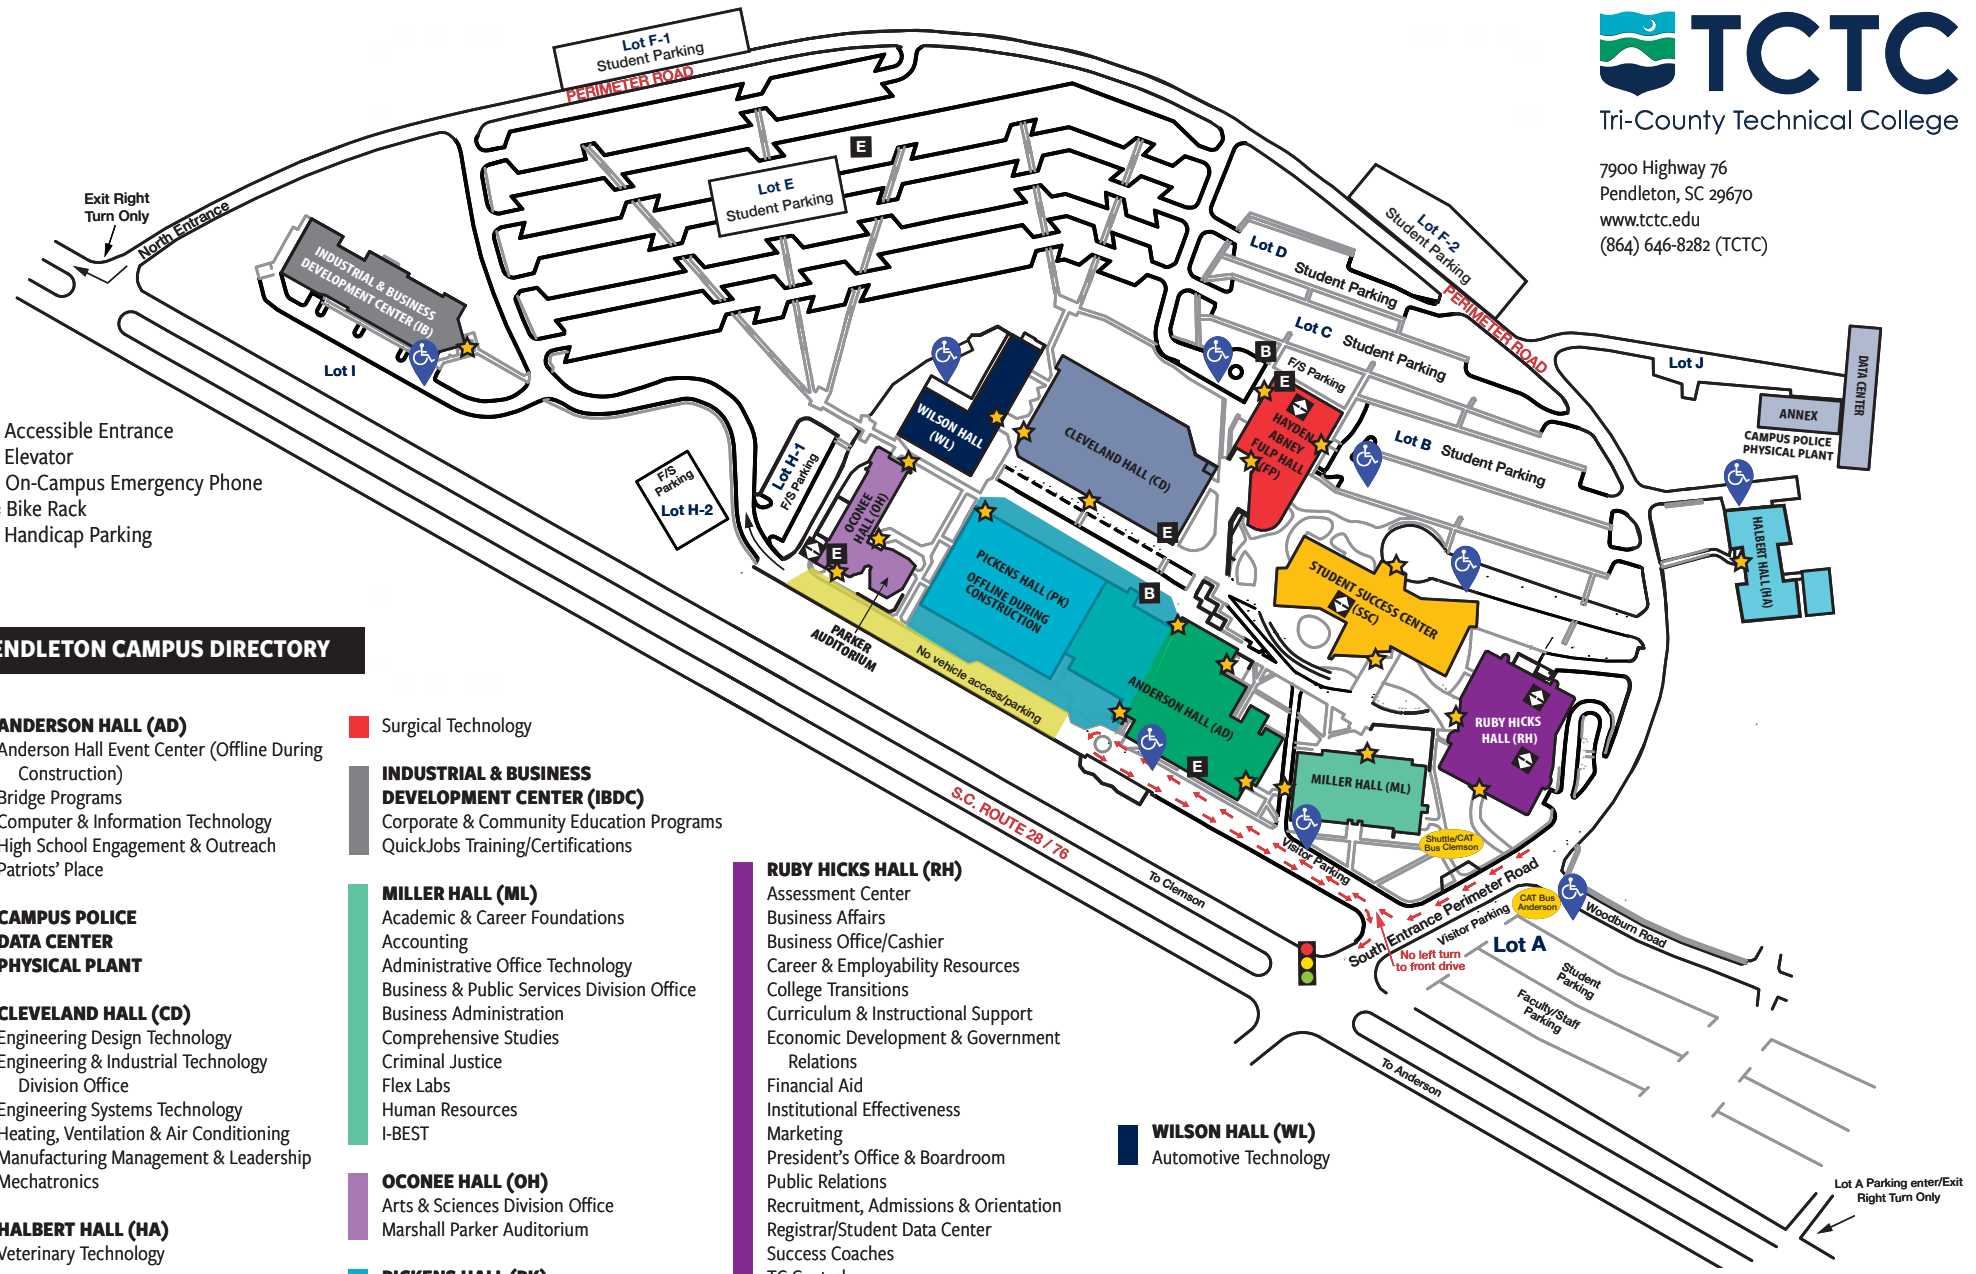 TCTC
Tri-County Technical College
7900 Highway 76
Pendleton, SC 29670
www.tctc.edu
(864) 646-8282 (TCTC)
Lot F-1
Student Parking
PERIMETER ROAD
E
Lot E
Student Parking
Exit Right
Turn Only
North Entrance
INDUSTRIAL & BUSINESS
DEVELOPMENT CENTER (IB)
Lot I
Lot F-2
Student Parking
PERIMETER ROAD
Lot D Student Parking
Lot C Student Parking
B
F/S Parking
E
HAYDEN
ABNEY
FULP HALL
(FP)
Lot B Student Parking
Lot J
DATA CENTER
ANNEX
CAMPUS POLICE
PHYSICAL PLANT
HALBERT HALL (HA)
WILSON HALL
(WL)
CLEVELAND HALL (CD)
E
Lot H-1
F/S Parking
F/S
Parking
Lot H-2
OCONEE
HALL (OH)
E
PARKER
AUDITORIUM
PICKENS HALL (PK)
OFFLINE DURING
CONSTRUCTION
B
No vehicle access/parking
STUDENT SUCCESS CENTER
(SSC)
ANDERSON HALL (AD)
E
RUBY HICKS
HALL (RH)
MILLER HALL (ML)
Shuttle/CAT
Bus Clemson
Visitor Parking
S.C. ROUTE 28 / 76
To Clemson
South Entrance Perimeter Road
Visitor Parking
CAT Bus
Anderson
Woodburn Road
Lot A
No left turn
to front drive
Student
Parking
Faculty/Staff
Parking
To Anderson
Lot A Parking enter/Exit
Right Turn Only
Accessible Entrance
Elevator
On-Campus Emergency Phone
Bike Rack
Handicap Parking
ENDLETON CAMPUS DIRECTORY
ANDERSON HALL (AD)
Anderson Hall Event Center (Offline During
Construction)
Bridge Programs
Computer & Information Technology
High School Engagement & Outreach
Patriots' Place
CAMPUS POLICE
DATA CENTER
PHYSICAL PLANT
CLEVELAND HALL (CD)
Engineering Design Technology
Engineering & Industrial Technology
Division Office
Engineering Systems Technology
Heating, Ventilation & Air Conditioning
Manufacturing Management & Leadership
Mechatronics
HALBERT HALL (HA)
Veterinary Technology
Surgical Technology
INDUSTRIAL & BUSINESS
DEVELOPMENT CENTER (IBDC)
Corporate & Community Education Programs
QuickJobs Training/Certifications
MILLER HALL (ML)
Academic & Career Foundations
Accounting
Administrative Office Technology
Business & Public Services Division Office
Business Administration
Comprehensive Studies
Criminal Justice
Flex Labs
Human Resources
I-BEST
OCONEE HALL (OH)
Arts & Sciences Division Office
Marshall Parker Auditorium
PICKENS HALL (PK)
RUBY HICKS HALL (RH)
Assessment Center
Business Affairs
Business Office/Cashier
Career & Employability Resources
College Transitions
Curriculum & Instructional Support
Economic Development & Government
Relations
Financial Aid
Institutional Effectiveness
Marketing
President's Office & Boardroom
Public Relations
Recruitment, Admissions & Orientation
Registrar/Student Data Center
Success Coaches
WILSON HALL (WL)
Automotive Technology